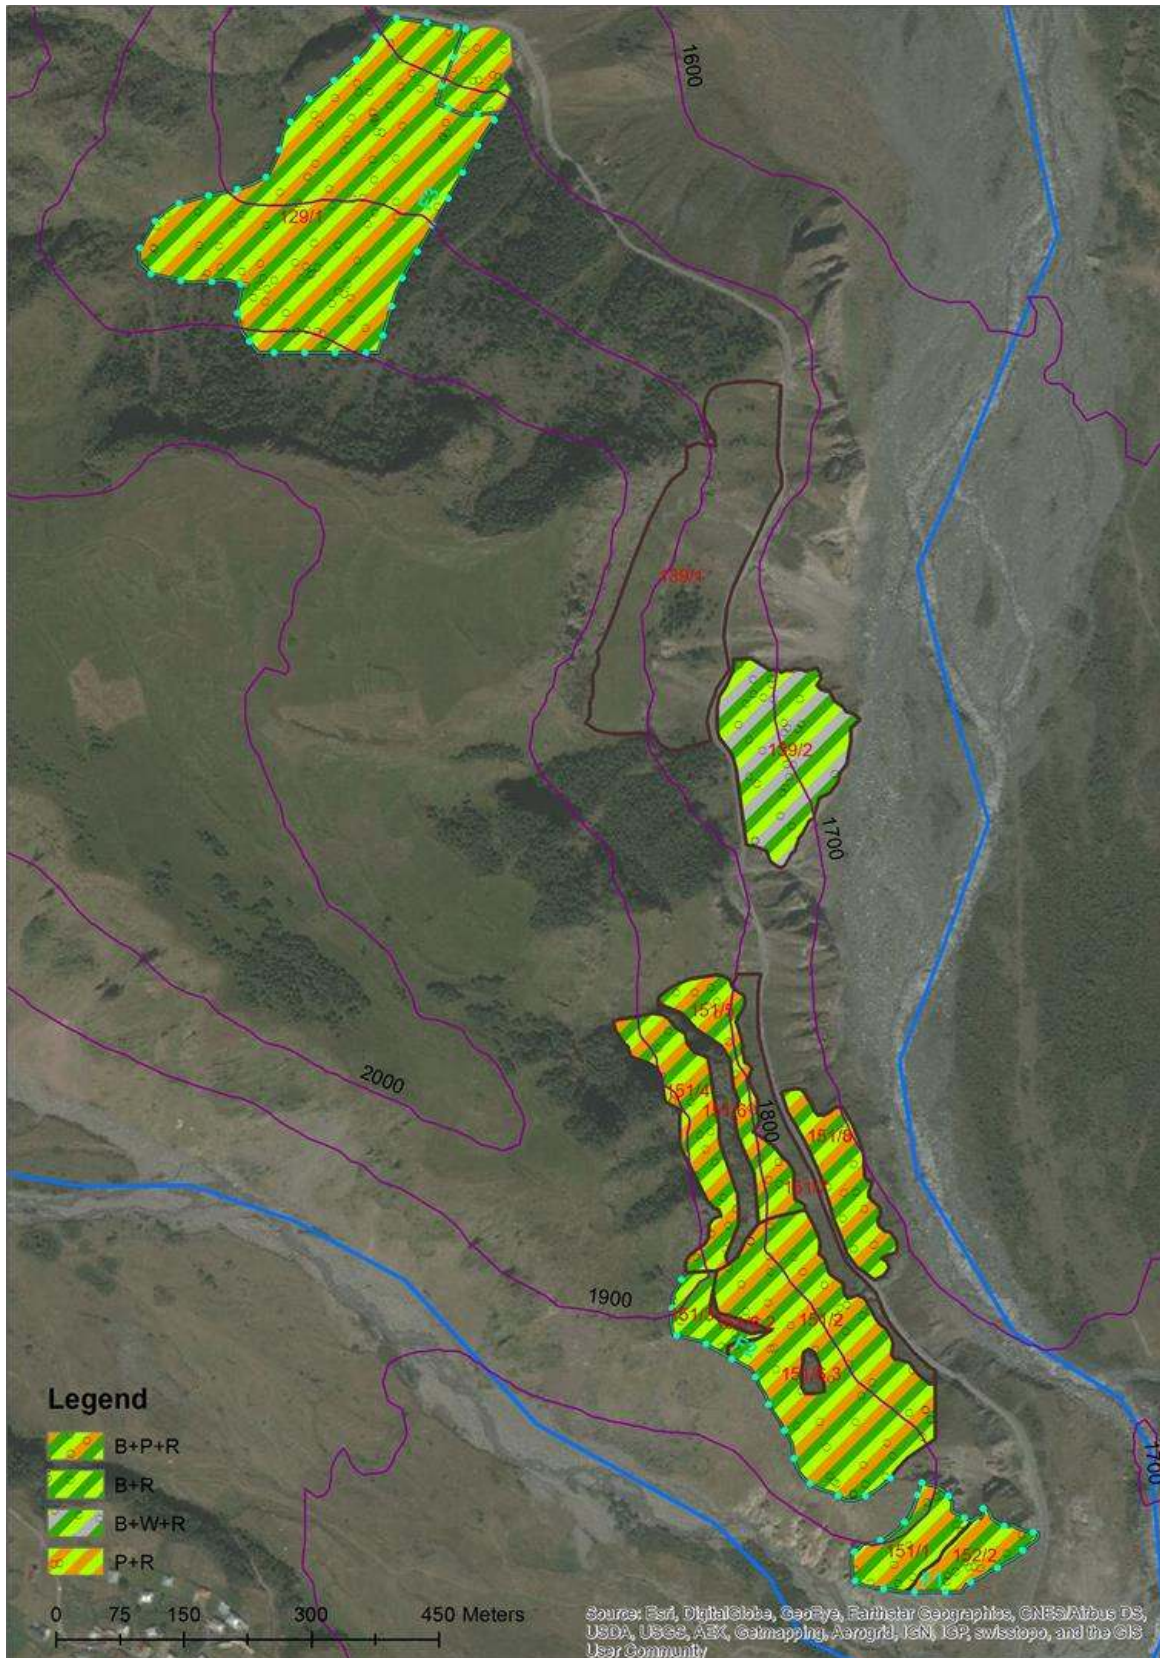 1600
129/1
139/1
139/2
1700
151/5
2000
151/4
1800
151/8
1900
151/2
1700
151/1
152/2
Legend
B+P+R
B+R
B+W+R
P+R
0 75 150 300 450 Meters
Source: Esri, DigitalGlobe, GeoEye, Earthstar Geographics, CNES/Airbus DS,
USDA, USGS, AEX, Getmapping, Aerogrid, IGN, IGP, swisstopo, and the GIS
User Community